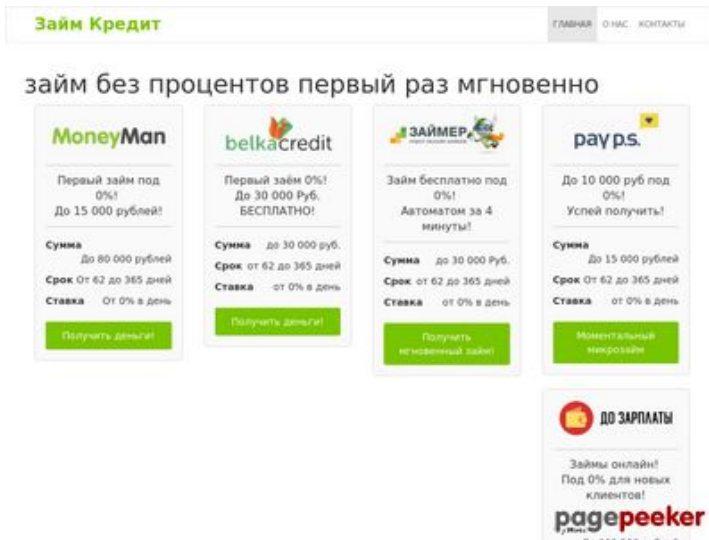 Займ Кредит
ГЛАВНАЯ О НАС КОНТАКТЫ
займ без процентов первый раз мгновенно
MoneyMan
Первый займ под
0%!
До 15 000 рублей!
Сумма
До 80 000 рублей
Срок От 62 до 365 дней
Ставка От 0% в день
Получить деньги!
belkacredit
Первый заём 0%!
До 30 000 Руб.
БЕСПЛАТНО!
Сумма до 30 000 руб.
Срок от 62 до 365 дней
Ставка от 0% в день
Получить деньги!
ЗАЙМЕР
Займ бесплатно под
0%!
Автоматом за 4
минуты!
Сумма до 30 000 Руб.
Срок от 62 до 365 дней
Ставка от 0% в день
Получить
мгновенный займ!
pay p.s.
До 10 000 руб под
0%!
Успей получить!
Сумма
До 15 000 рублей
Срок От 62 до 365 дней
Ставка От 0% в день
Моментальный
микрозайм
ДО ЗАРПЛАТЫ
Займы онлайн!
Под 0% для новых
клиентов!
pagepeeker